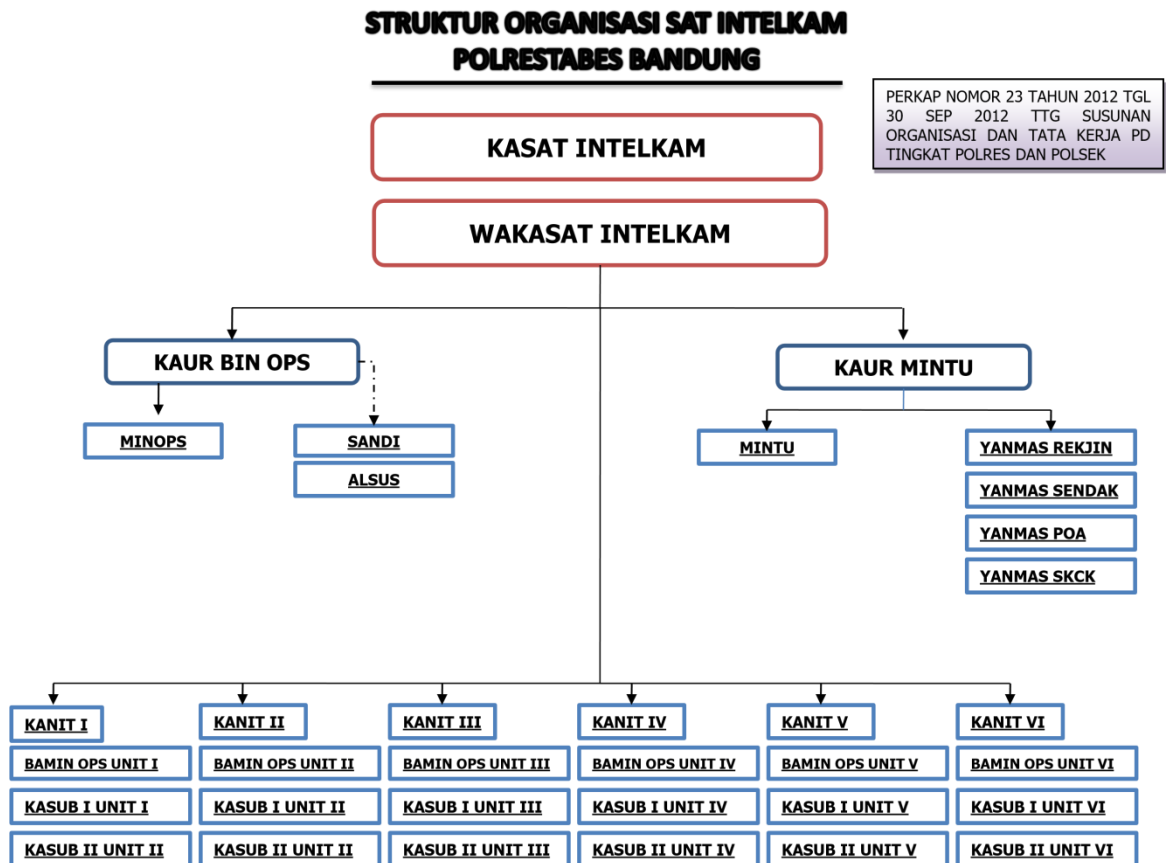 STRUKTUR ORGANISASI SAT INTELKAM
POLRESTABES BANDUNG
PERKAP NOMOR 23 TAHUN 2012 TGL
30 SEP 2012 TTG SUSUNAN
ORGANISASI DAN TATA KERJA PD
TINGKAT POLRES DAN POLSEK
KASAT INTELKAM
WAKASAT INTELKAM
KAUR BIN OPS
KAUR MINTU
MINOPS
SANDI
ALSUS
MINTU
YANMAS REKJIN
YANMAS SENDAK
YANMAS POA
YANMAS SKCK
KANIT I
KANIT II
KANIT III
KANIT IV
KANIT V
KANIT VI
BAMIN OPS UNIT I
BAMIN OPS UNIT II
BAMIN OPS UNIT III
BAMIN OPS UNIT IV
BAMIN OPS UNIT V
BAMIN OPS UNIT VI
KASUB I UNIT I
KASUB I UNIT II
KASUB I UNIT III
KASUB I UNIT IV
KASUB I UNIT V
KASUB I UNIT VI
KASUB II UNIT II
KASUB II UNIT II
KASUB II UNIT III
KASUB II UNIT IV
KASUB II UNIT V
KASUB II UNIT VI